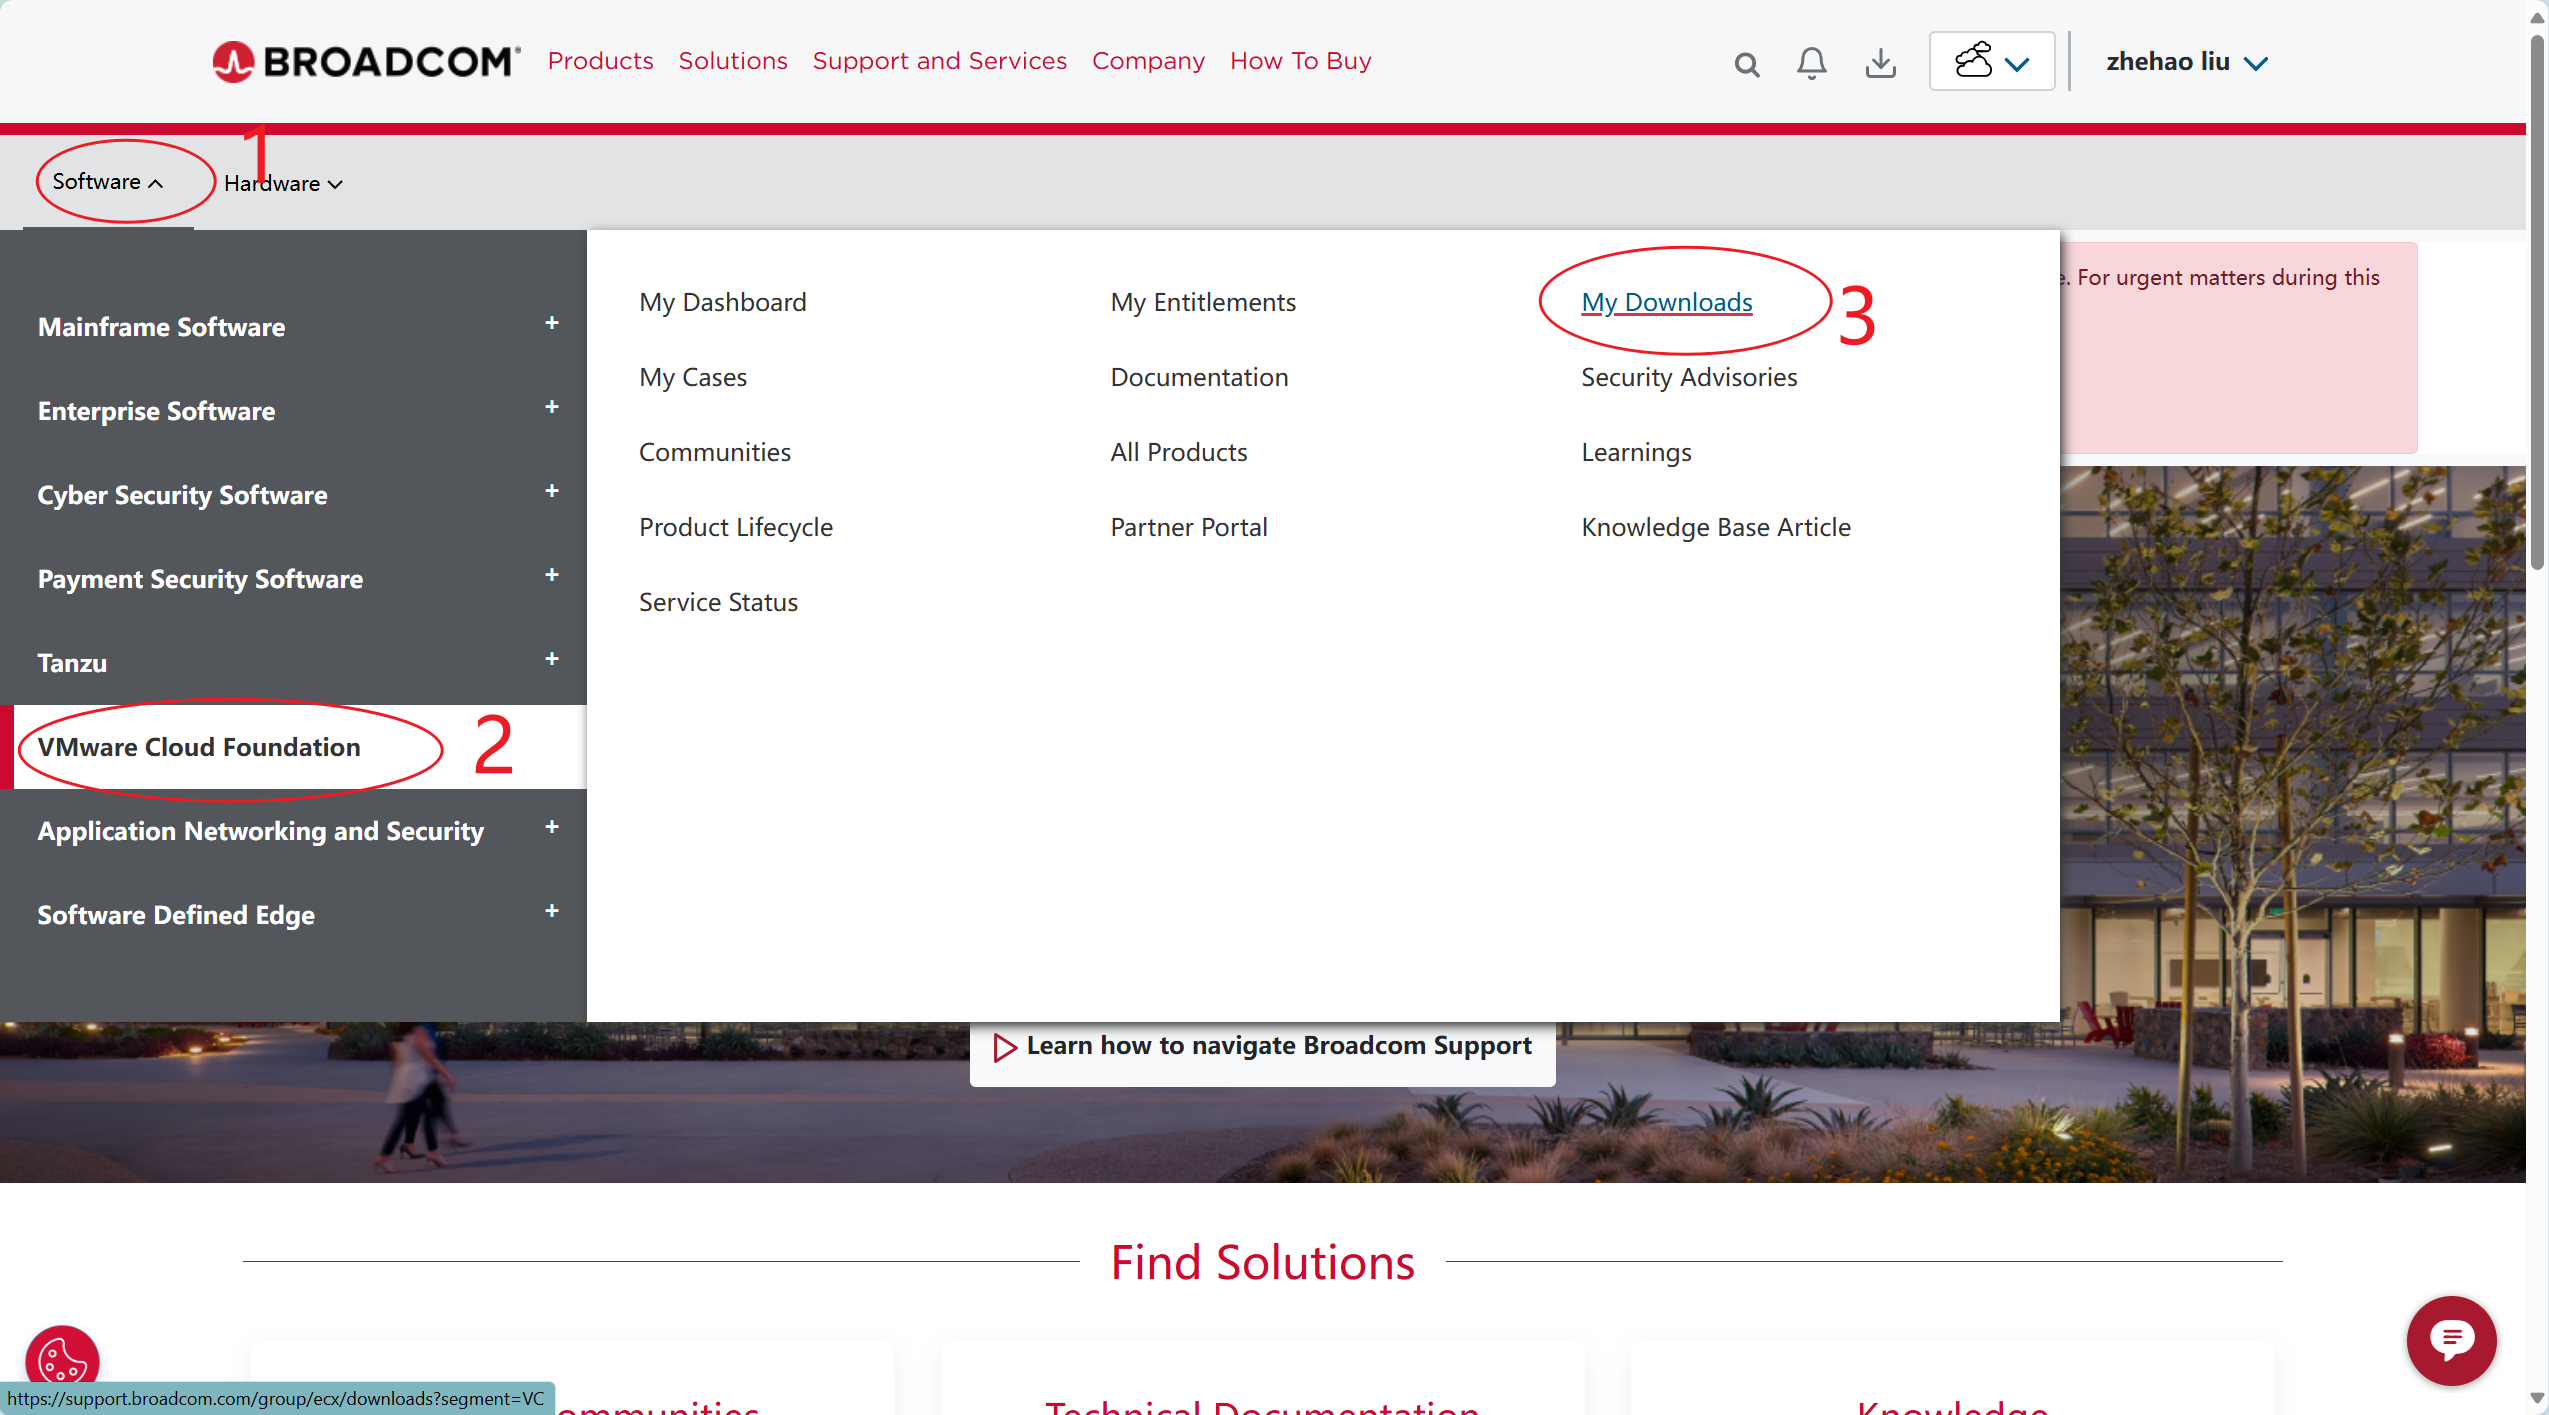 BROADCOM
Products Solutions Support and Services Company How To Buy
zhehao liu
1
Software Hardware
e. For urgent matters during this
My Dashboard My Entitlements My Downloads
3
Mainframe Software +
My Cases Documentation Security Advisories
Enterprise Software +
Communities All Products Learnings
Cyber Security Software +
Product Lifecycle Partner Portal Knowledge Base Article
Payment Security Software +
Service Status
Tanzu +
VMware Cloud Foundation 2
Application Networking and Security +
Software Defined Edge +
Learn how to navigate Broadcom Support
Find Solutions
https://support.broadcom.com/group/ecx/downloads?segment=VC
ommunities Technical Documentation Knowledge